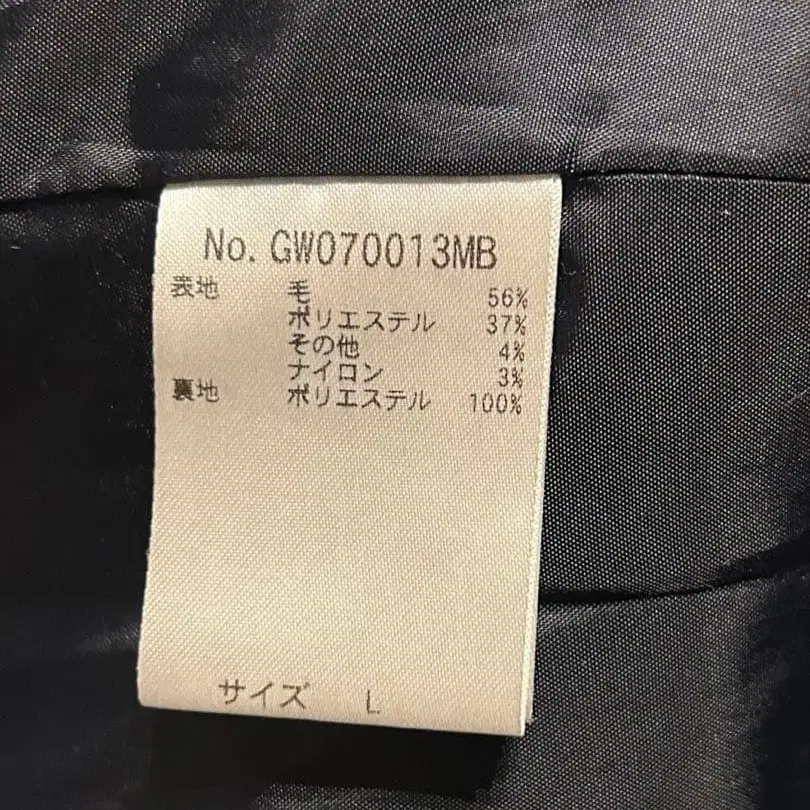 No. GW070013MB
表地 毛 56%
ポリエステル 37%
その他 4%
ナイロン 3%
裏地 ポリエステル 100%
サイズ L